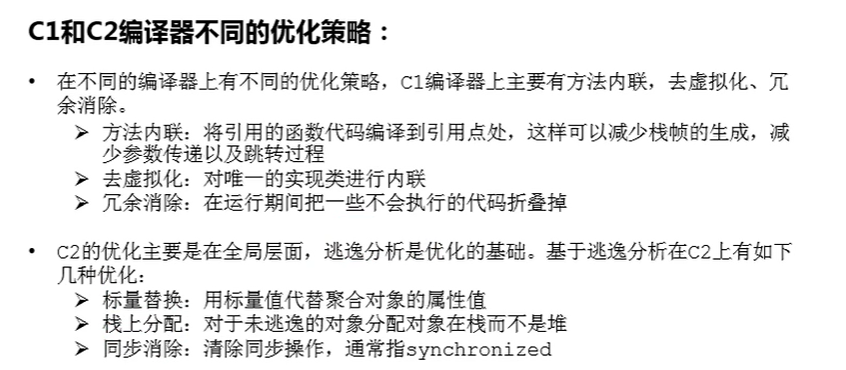 C1和C2编译器不同的优化策略：
• 在不同的编译器上有不同的优化策略，C1编译器上主要有方法内联，去虚拟化、冗
余消除。
➢ 方法内联：将引用的函数代码编译到引用点处，这样可以减少栈帧的生成，减
少参数传递以及跳转过程
➢ 去虚拟化：对唯一的实现类进行内联
➢ 冗余消除：在运行期间把一些不会执行的代码折叠掉
• C2的优化主要是在全局层面，逃逸分析是优化的基础。基于逃逸分析在C2上有如下
几种优化：
➢ 标量替换：用标量值代替聚合对象的属性值
➢ 栈上分配：对于未逃逸的对象分配对象在栈而不是堆
➢ 同步消除：清除同步操作，通常指synchronized